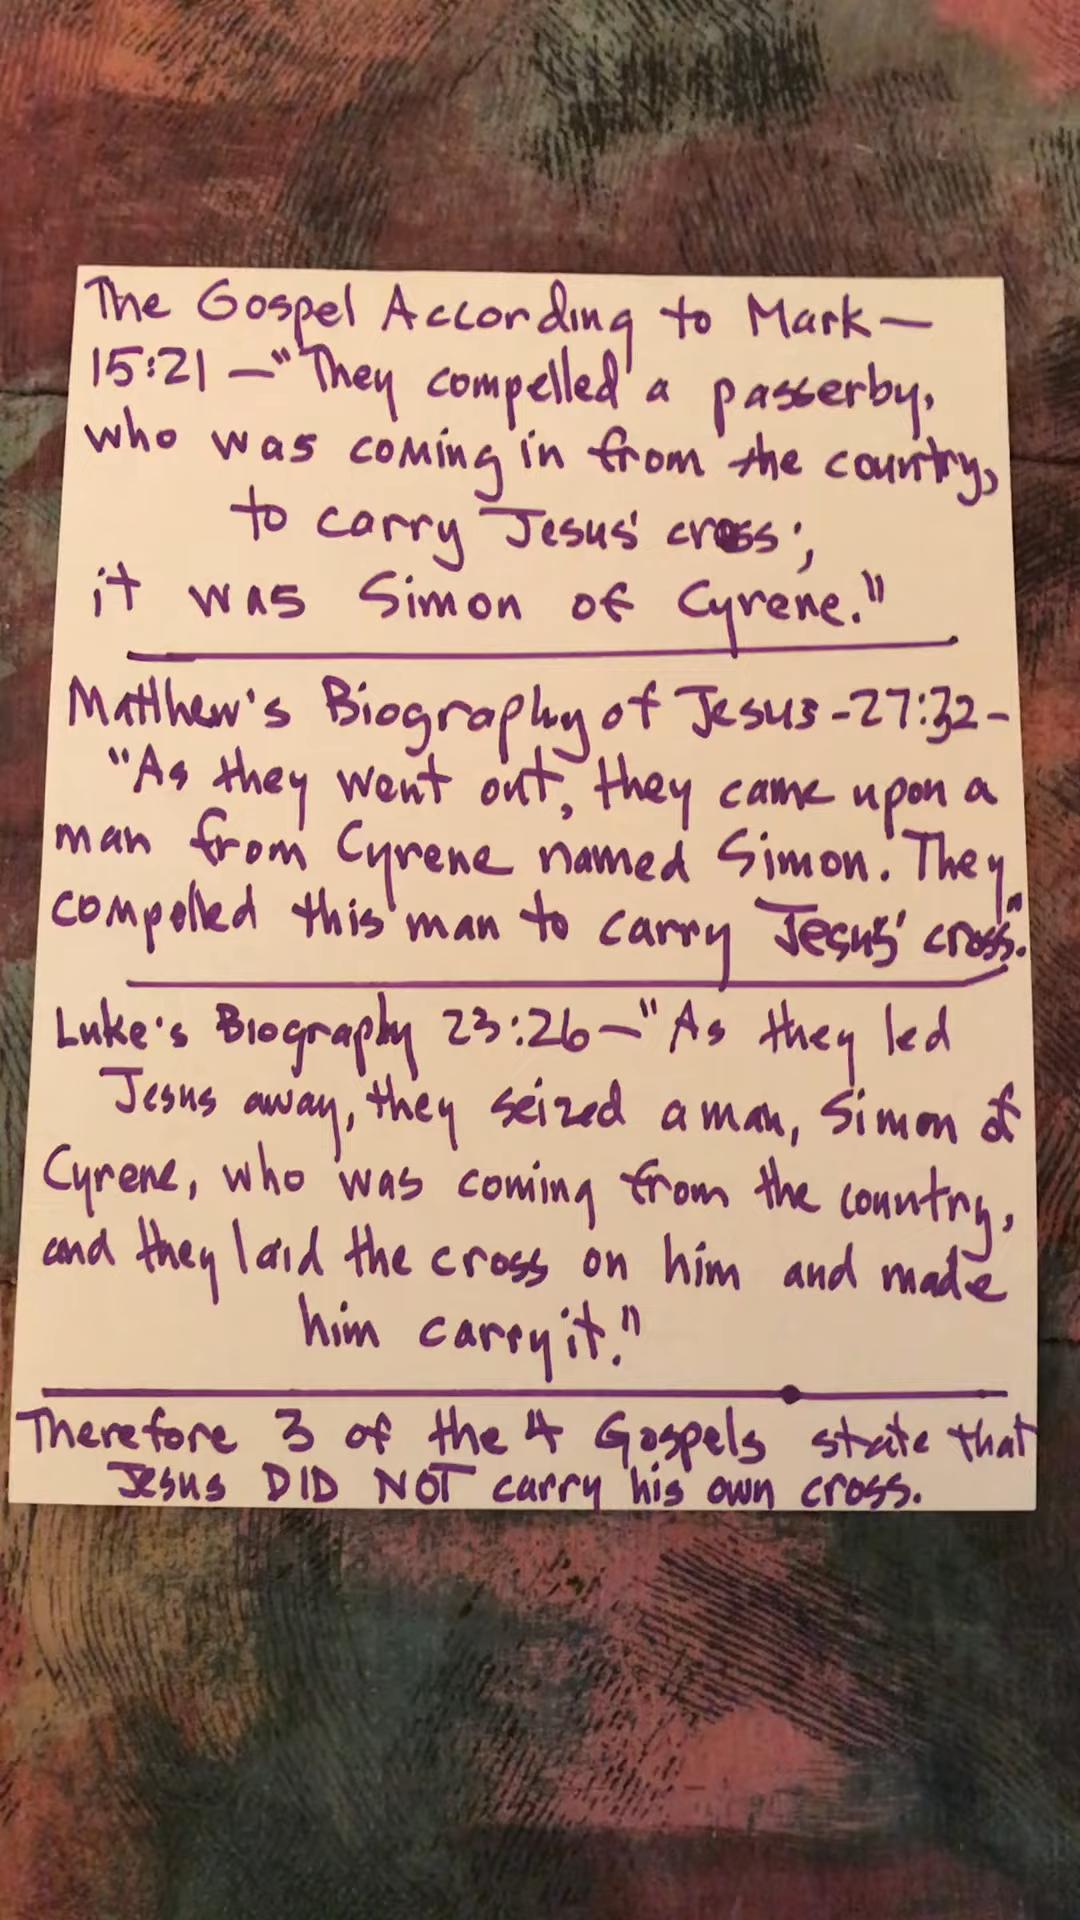 The Gospel According to Mark—
15:21 —"They compelled a passerby,
who was coming in from the country,
to carry Jesus' cross;
it was Simon of Cyrene."
Matthew's Biography of Jesus -27:32-
"As they went out, they came upon a
man from Cyrene named Simon. They
compelled this man to carry Jesus' cross."
Luke's Biography 23:26—"As they led
Jesus away, they seized a man, Simon of
Cyrene, who was coming from the country,
and they laid the cross on him and made
him carry it."
Therefore 3 of the 4 Gospels state that
Jesus DID NOT carry his own cross.